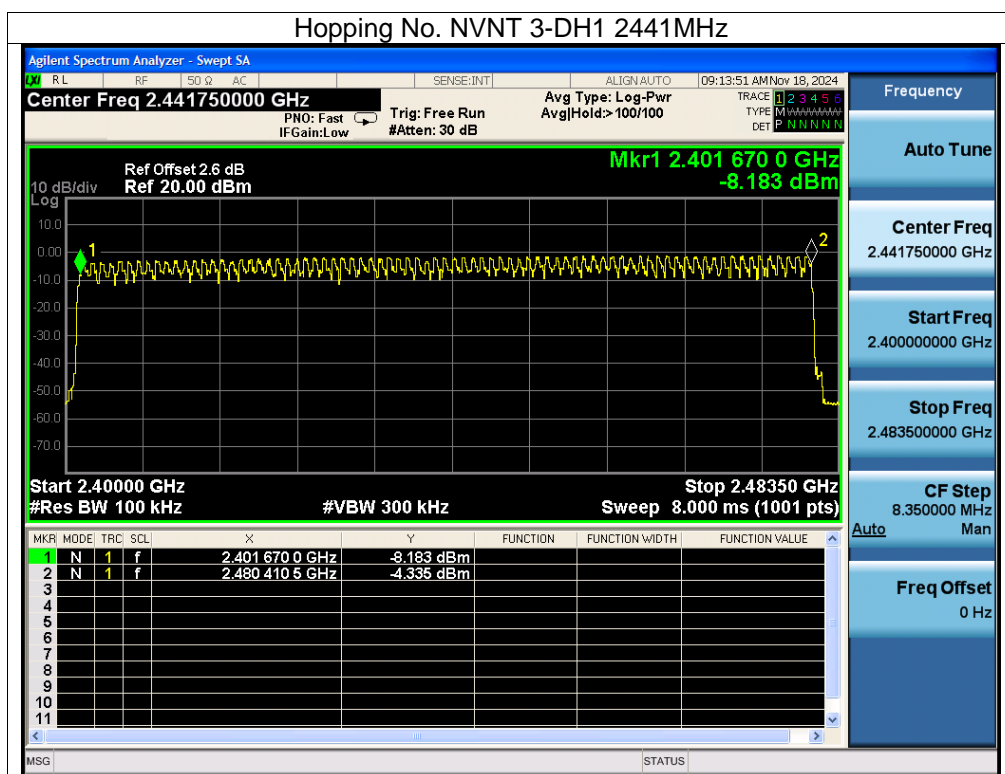 Hopping No. NVNT 3-DH1 2441MHz
Agilent Spectrum Analyzer - Swept SA
LXI RL RF 50 Ω AC SENSE:INT ALIGN AUTO 09:13:51 AM Nov 18, 2024
Center Freq 2.441750000 GHz
PNO: Fast
IFGain:Low
Trig: Free Run
#Atten: 30 dB
Avg Type: Log-Pwr
Avg|Hold:>100/100
TRACE 1 2 3 4 5 6
TYPE M
DET P N N N N N
Ref Offset 2.6 dB
Ref 20.00 dBm
10 dB/div
Log
Mkr1 2.401 670 0 GHz
-8.183 dBm
10.0
0.00
-10.0
-20.0
-30.0
-40.0
-50.0
-60.0
-70.0
1
2
Start 2.40000 GHz
#Res BW 100 kHz
#VBW 300 kHz
Stop 2.48350 GHz
Sweep 8.000 ms (1001 pts)
MKR MODE TRC SCL X Y FUNCTION FUNCTION WIDTH FUNCTION VALUE
1 N 1 f 2.401 670 0 GHz -8.183 dBm
2 N 1 f 2.480 410 5 GHz -4.335 dBm
3
4
5
6
7
8
9
10
11
MSG
STATUS
Frequency
Auto Tune
Center Freq
2.441750000 GHz
Start Freq
2.400000000 GHz
Stop Freq
2.483500000 GHz
CF Step
8.350000 MHz
Auto Man
Freq Offset
0 Hz